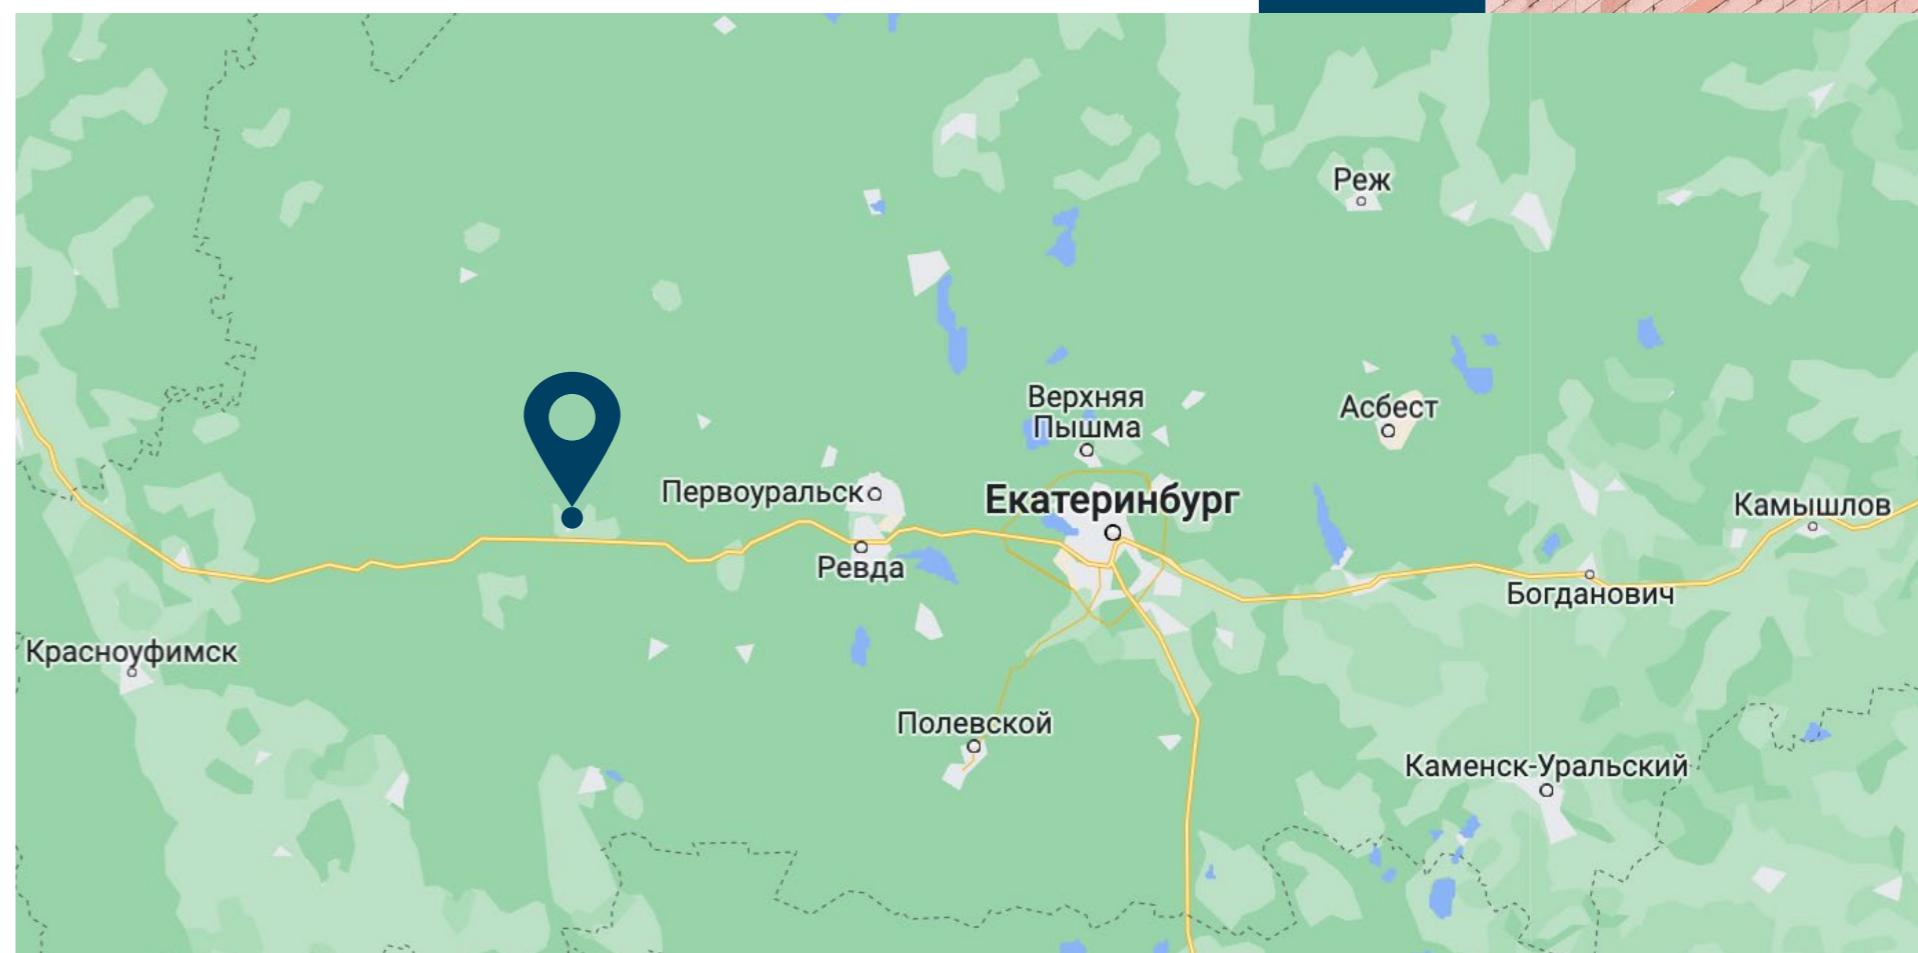 Реж
Верхняя
Пышма
Асбест
Первоуральск
Екатеринбург
Камышлов
Ревда
Богданович
Красноуфимск
Полевской
Каменск-Уральский